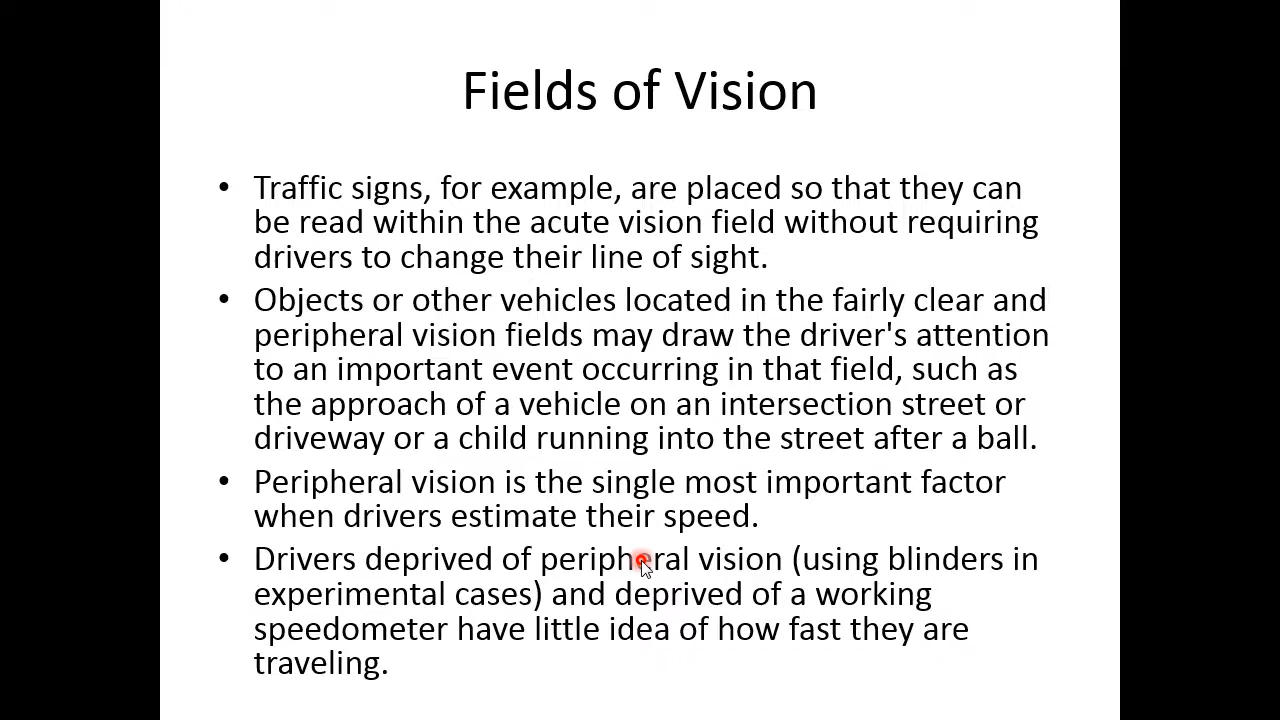 Fields of Vision
• Traffic signs, for example, are placed so that they can
be read within the acute vision field without requiring
drivers to change their line of sight.
• Objects or other vehicles located in the fairly clear and
peripheral vision fields may draw the driver's attention
to an important event occurring in that field, such as
the approach of a vehicle on an intersection street or
driveway or a child running into the street after a ball.
• Peripheral vision is the single most important factor
when drivers estimate their speed.
• Drivers deprived of peripheral vision (using blinders in
experimental cases) and deprived of a working
speedometer have little idea of how fast they are
traveling.